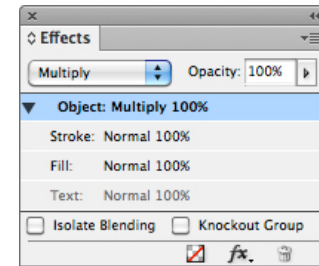 Effects
Multiply Opacity: 100%
Object: Multiply 100%
Stroke: Normal 100%
Fill: Normal 100%
Text: Normal 100%
Isolate Blending Knockout Group
fx.